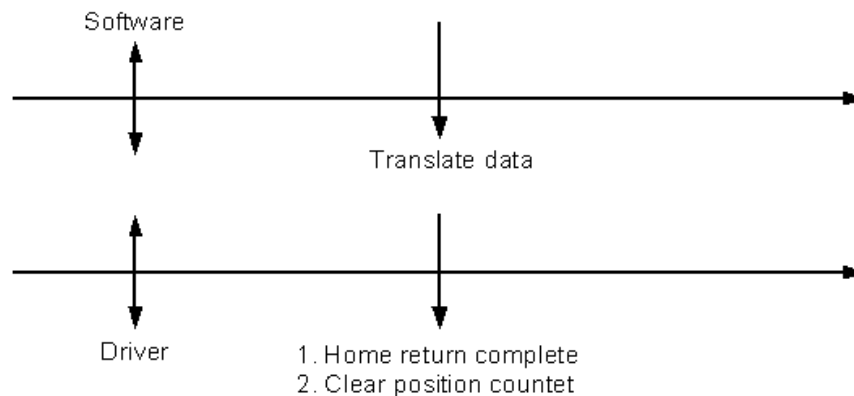 Software
Translate data
Driver
1. Home return complete
2. Clear position countet